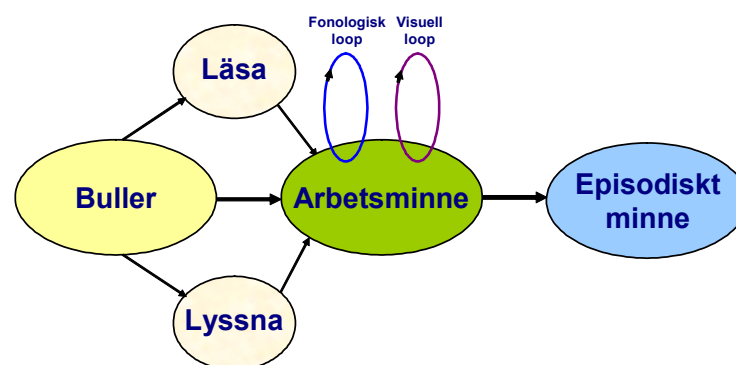 Fonologisk
loop
Visuell
loop
Läsa
Buller
Arbetsminne
Episodiskt
minne
Lyssna